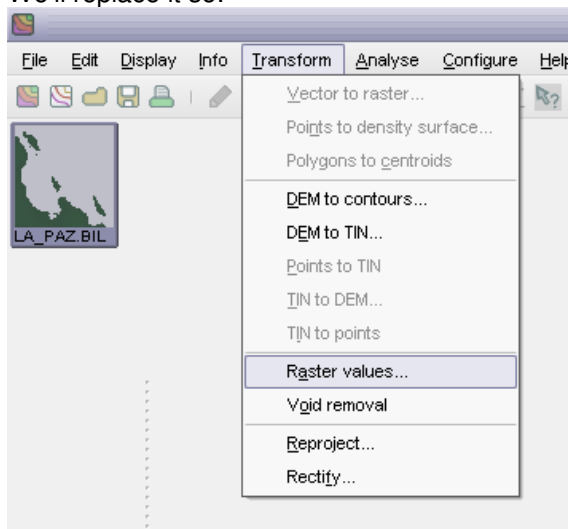 We'll replace it so:
File Edit Display Info Transform Analyse Configure Help
LA_PAZ.BIL
Vector to raster...
Points to density surface...
Polygons to centroids
DEM to contours...
DEM to TIN...
Points to TIN
TIN to DEM...
TIN to points
Raster values...
Void removal
Reproject...
Rectify...